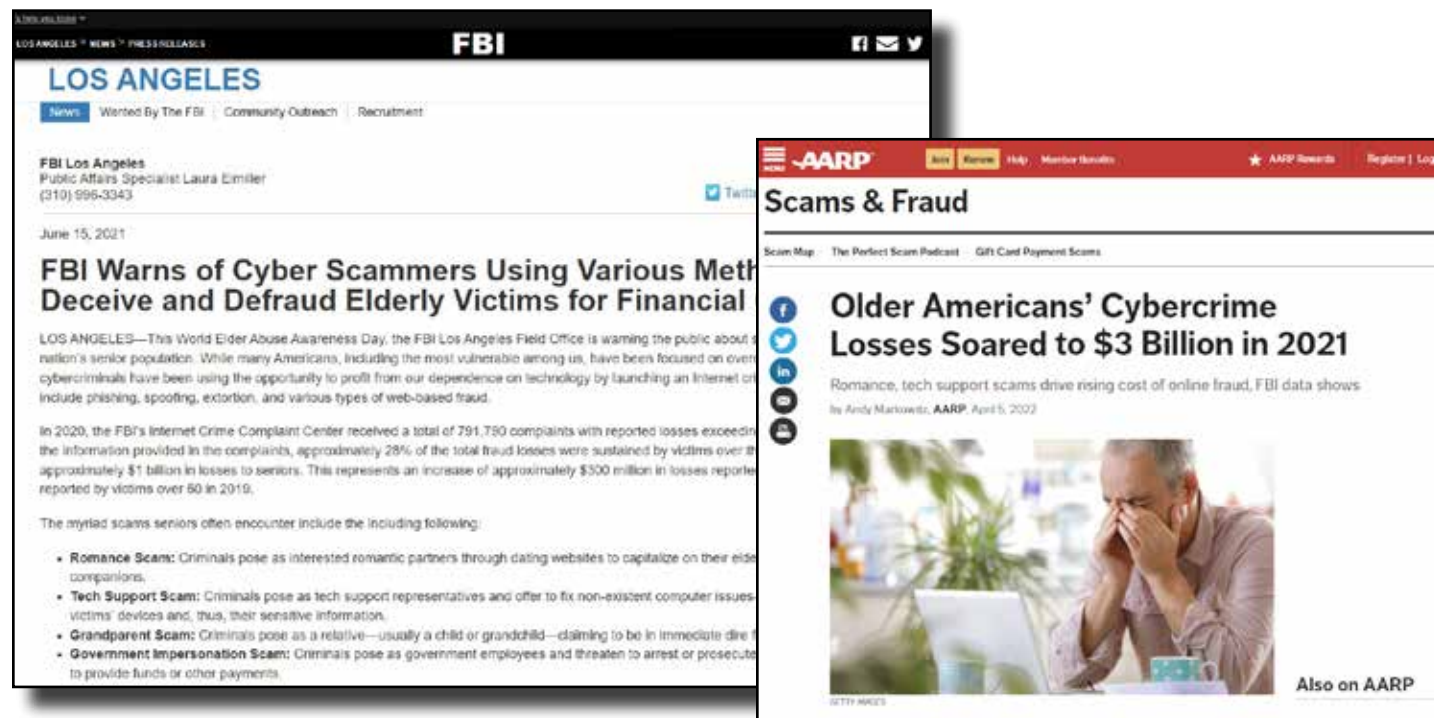 LOS ANGELES > NEWS > PRESS RELEASES
FBI
LOS ANGELES
News
Wanted By The FBI
Community Outreach
Recruitment
FBI Los Angeles
Public Affairs Specialist Laura Eimiller
(310) 996-3343
June 15, 2021
FBI Warns of Cyber Scammers Using Various Meth
Deceive and Defraud Elderly Victims for Financial
LOS ANGELES—This World Elder Abuse Awareness Day, the FBI Los Angeles Field Office is warning the public about
nation's senior population. While many Americans, including the most vulnerable among us, have been focused on
cybercriminals have been using the opportunity to profit from our dependence on technology by launching an Internet
include phishing, spoofing, extortion, and various types of web-based fraud.
In 2020, the FBI's Internet Crime Complaint Center received a total of 791,790 complaints with reported losses
the information provided in the complaints, approximately 28% of the total fraud losses were sustained by victims over
approximately $1 billion in losses to seniors. This represents an increase of approximately $300 million in losses
reported by victims over 60 in 2019.
The myriad scams seniors often encounter include the including following:
• Romance Scam: Criminals pose as interested romantic partners through dating websites to capitalize on their
companions.
• Tech Support Scam: Criminals pose as tech support representatives and offer to fix non-existent computer issues-
victims' devices and, thus, their sensitive information.
• Grandparent Scam: Criminals pose as a relative—usually a child or grandchild—claiming to be in immediate dire
• Government Impersonation Scam: Criminals pose as government employees and threaten to arrest or prosecute
to provide funds or other payments.
MENU
AARP
Join
Renew
Help
Member Benefits
AARP Rewards
Register | Log
Scams & Fraud
Scam Map
The Perfect Scam Podcast
Gift Card Payment Scams
Older Americans' Cybercrime
Losses Soared to $3 Billion in 2021
Romance, tech support scams drive rising cost of online fraud, FBI data shows
by Andy Markowitz, AARP, April 5, 2022
GETTY IMAGES
Also on AARP